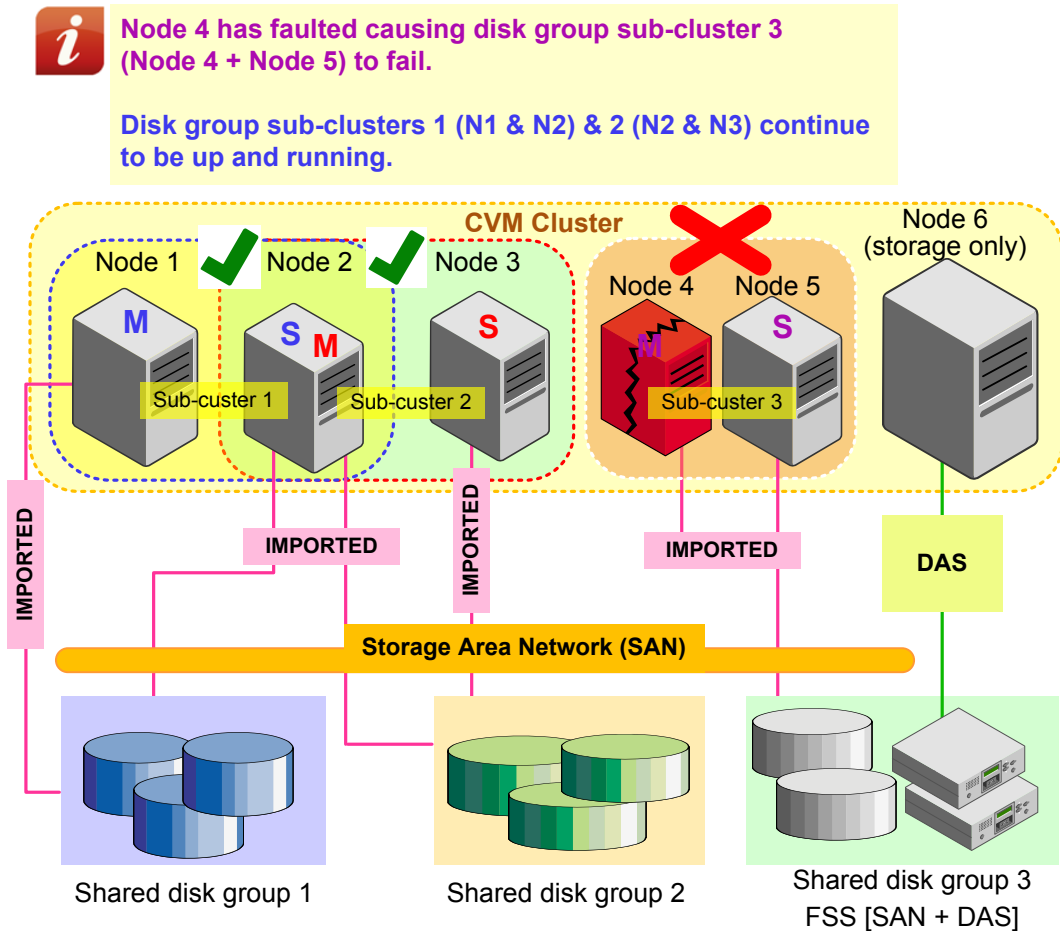 i
Node 4 has faulted causing disk group sub-cluster 3
(Node 4 + Node 5) to fail.
Disk group sub-clusters 1 (N1 & N2) & 2 (N2 & N3) continue
to be up and running.
CVM Cluster
Node 6
(storage only)
Node 1
Node 2
Node 3
Node 4
Node 5
M
S
M
S
M
S
Sub-custer 1
Sub-custer 2
Sub-custer 3
IMPORTED
IMPORTED
IMPORTED
IMPORTED
DAS
Storage Area Network (SAN)
Shared disk group 1
Shared disk group 2
Shared disk group 3
FSS [SAN + DAS]